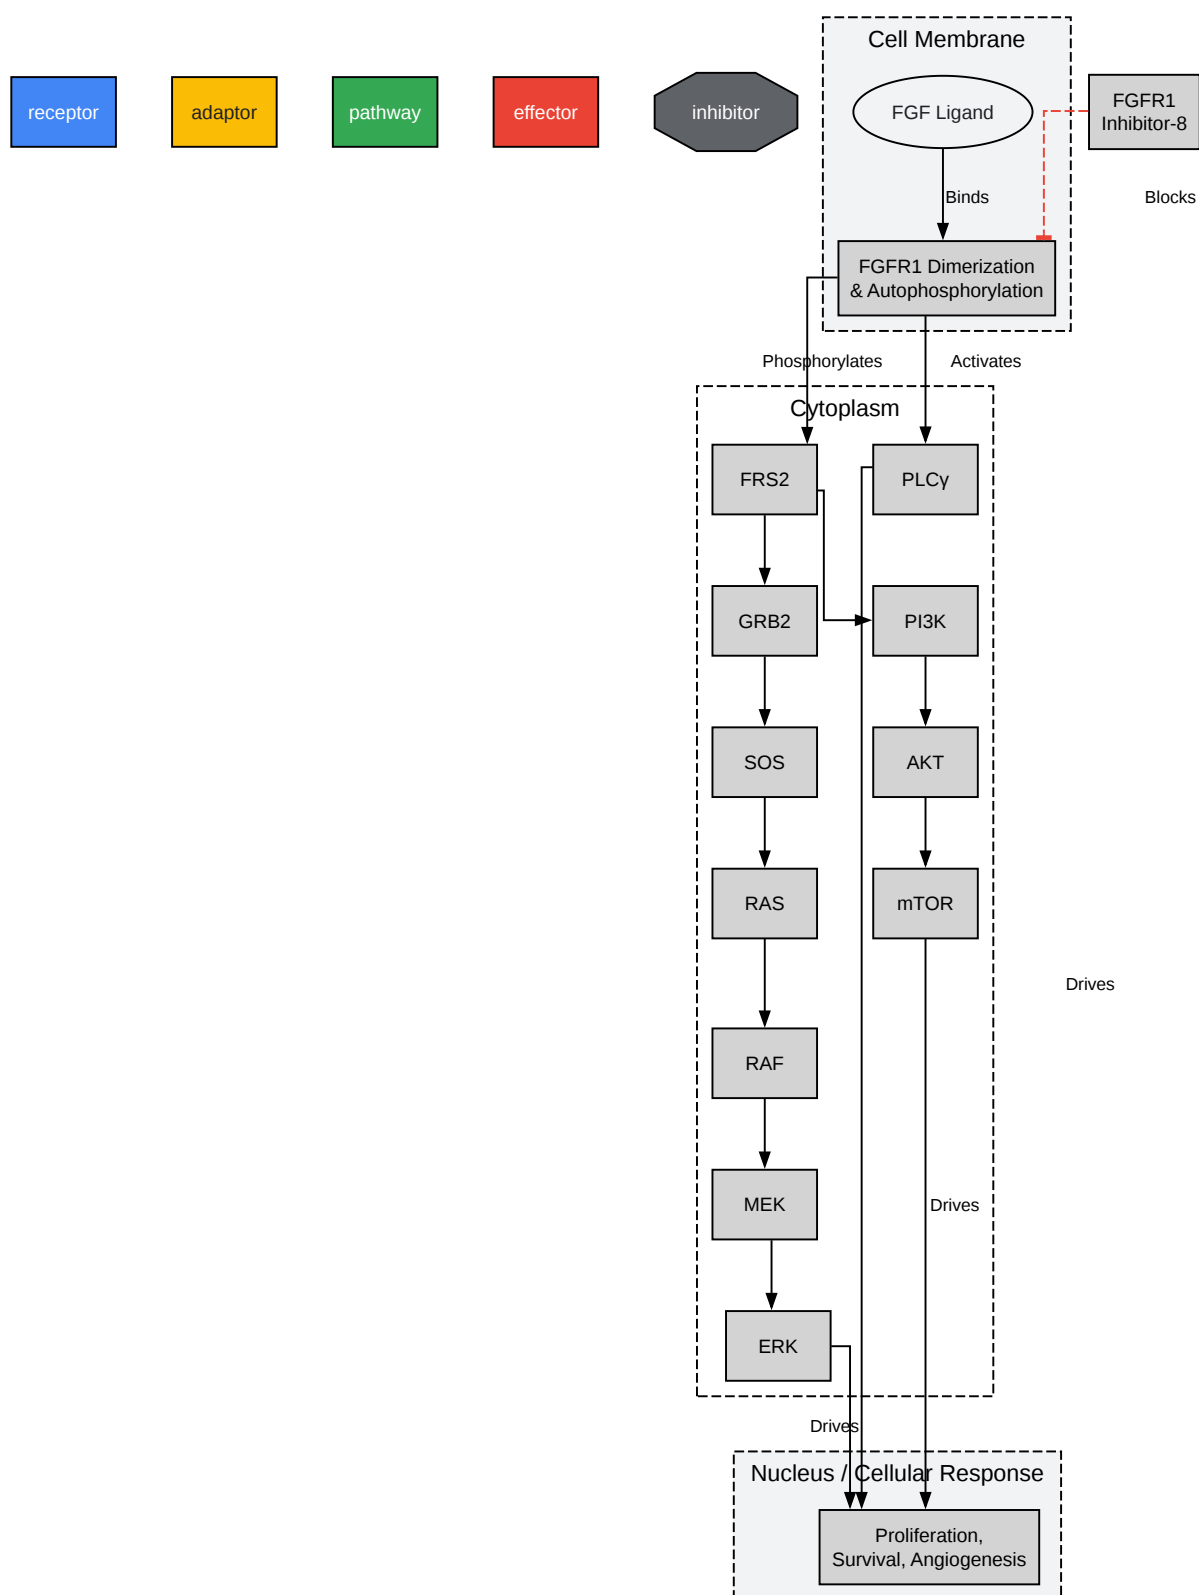 Cell Membrane
receptor
adaptor
pathway
effector
inhibitor
FGF Ligand
FGFR1
Inhibitor-8
Binds
Blocks
FGFR1 Dimerization
& Autophosphorylation
Phosphorylates
Activates
Cytoplasm
FRS2
PLCγ
GRB2
PI3K
SOS
AKT
RAS
mTOR
Drives
RAF
MEK
Drives
ERK
Drives
Nucleus / Cellular Response
Proliferation,
Survival, Angiogenesis